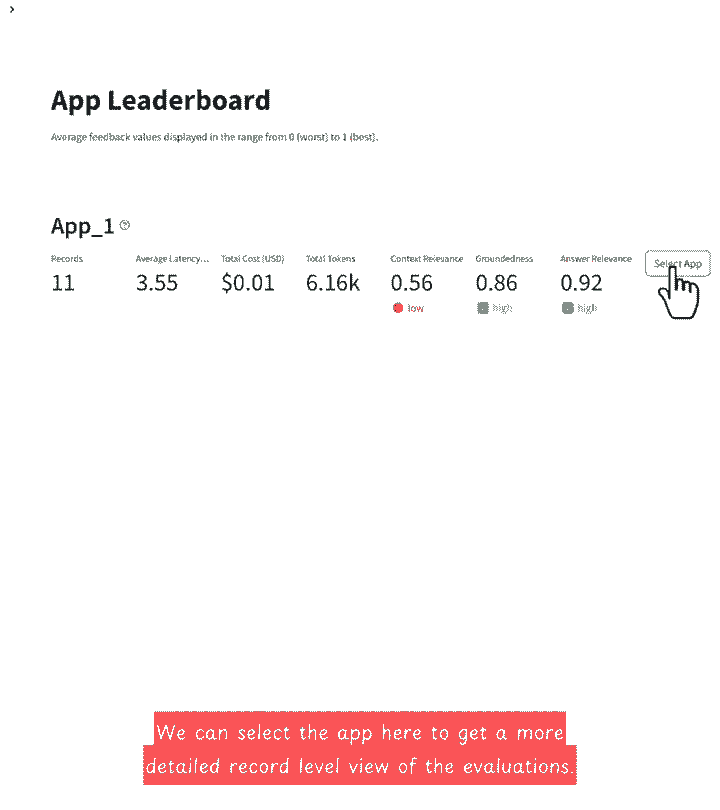 App Leaderboard
Average feedback values displayed in the range from 0 (worst) to 1 (best).
App_1
Records Average Latency... Total Cost (USD) Total Tokens Context Relevance Groundedness Answer Relevance Select App
11 3.55 $0.01 6.16k 0.56 0.86 0.92
low high high
We can select the app here to get a more
detailed record level view of the evaluations.